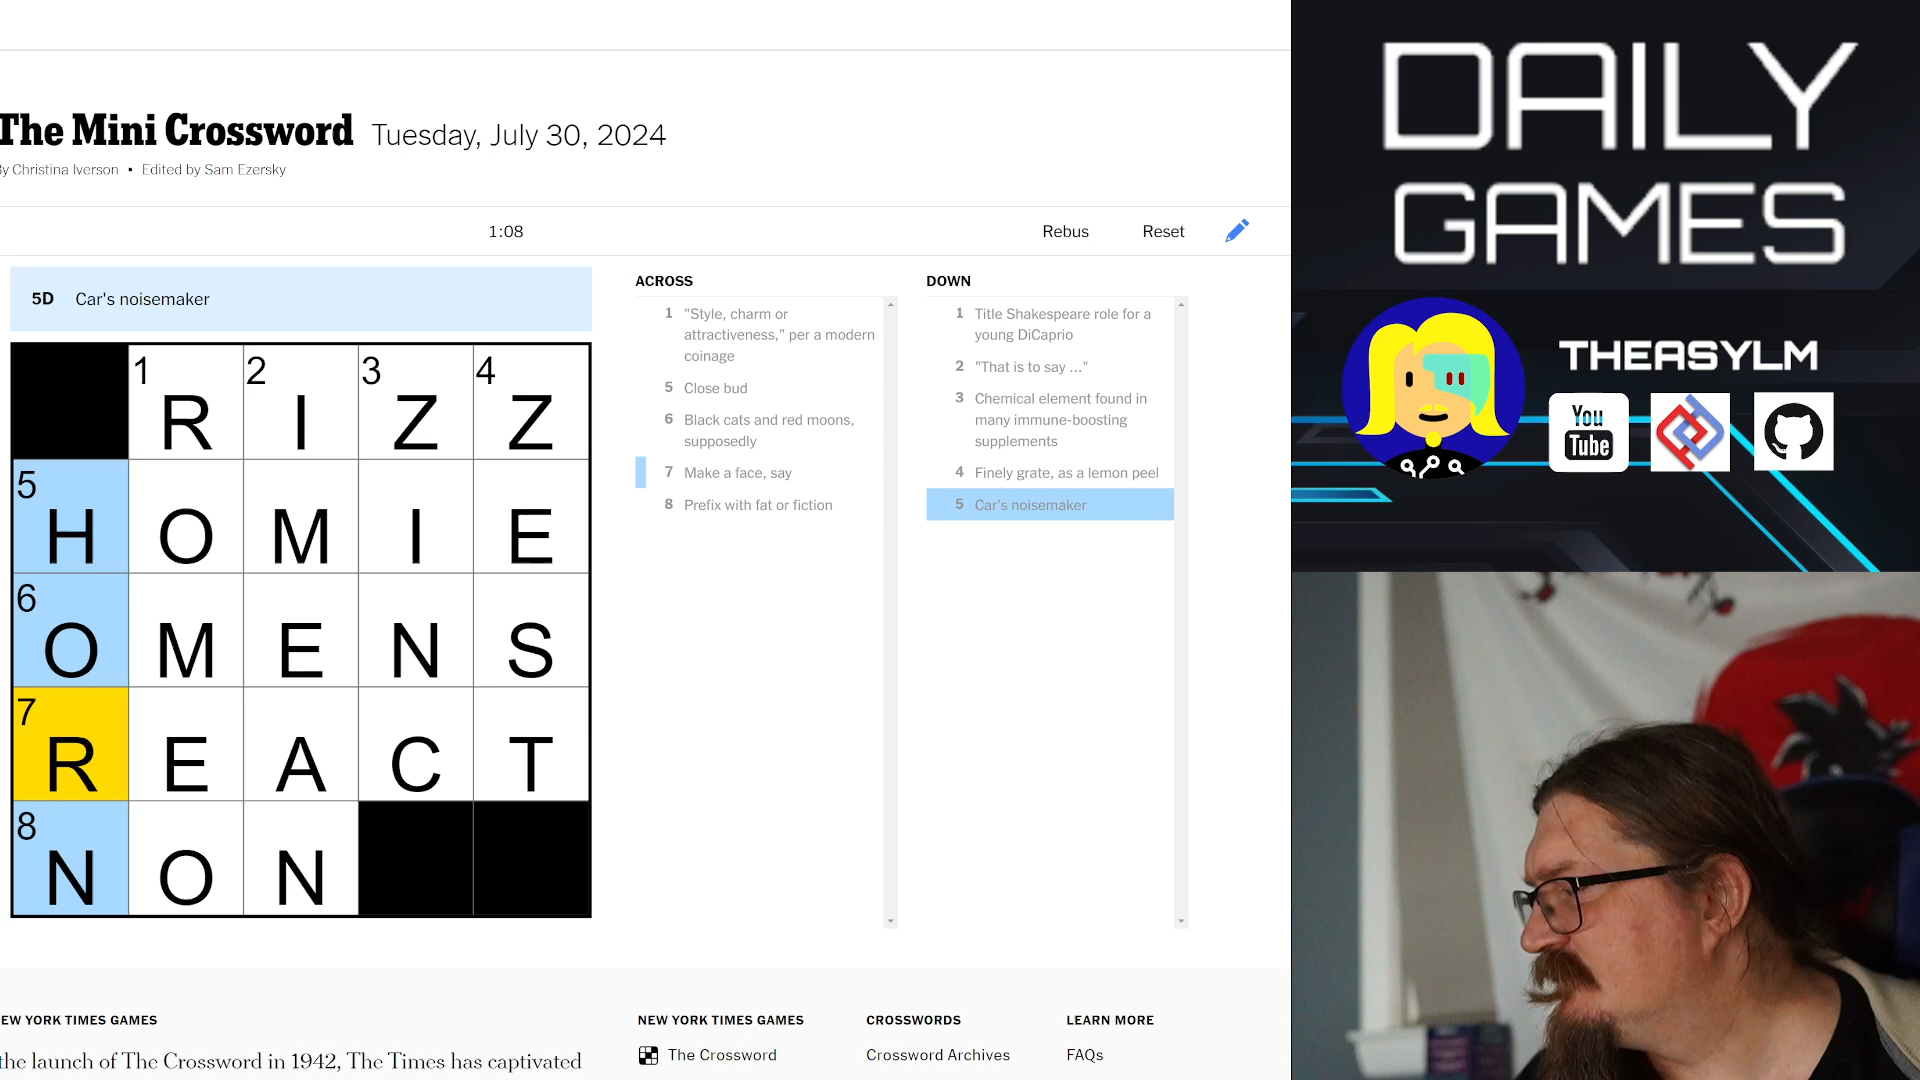 The Mini Crossword Tuesday, July 30, 2024
By Christina Iverson • Edited by Sam Ezersky
1:08
Rebus
Reset
5D Car's noisemaker
1 2 3 4
R I Z Z
5
H O M I E
6
O M E N S
7
R E A C T
8
N O N
ACROSS
1 "Style, charm or
attractiveness," per a modern
coinage
5 Close bud
6 Black cats and red moons,
supposedly
7 Make a face, say
8 Prefix with fat or fiction
DOWN
1 Title Shakespeare role for a
young DiCaprio
2 "That is to say ..."
3 Chemical element found in
many immune-boosting
supplements
4 Finely grate, as a lemon peel
5 Car's noisemaker
EW YORK TIMES GAMES
the launch of The Crossword in 1942, The Times has captivated
NEW YORK TIMES GAMES
The Crossword
CROSSWORDS
Crossword Archives
LEARN MORE
FAQs
DAILY
GAMES
THEASYLM
You
Tube